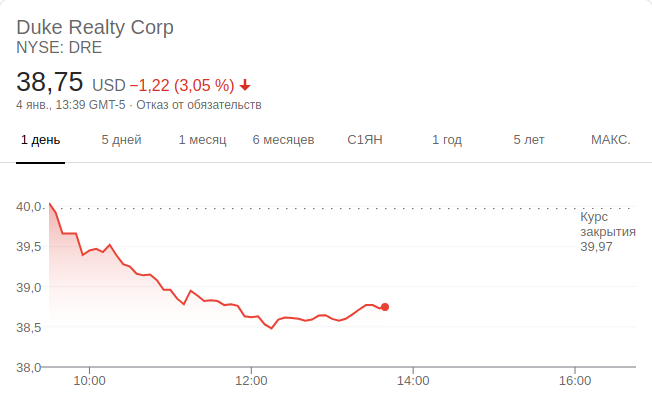 Duke Realty Corp
NYSE: DRE
38,75 USD −1,22 (3,05 %)
4 янв., 13:39 GMT-5 · Отказ от обязательств
1 день 5 дней 1 месяц 6 месяцев С1ЯН 1 год 5 лет МАКС.
40,0
Курс
закрытия
39,97
39,5
39,0
38,5
38,0
10:00 12:00 14:00 16:00